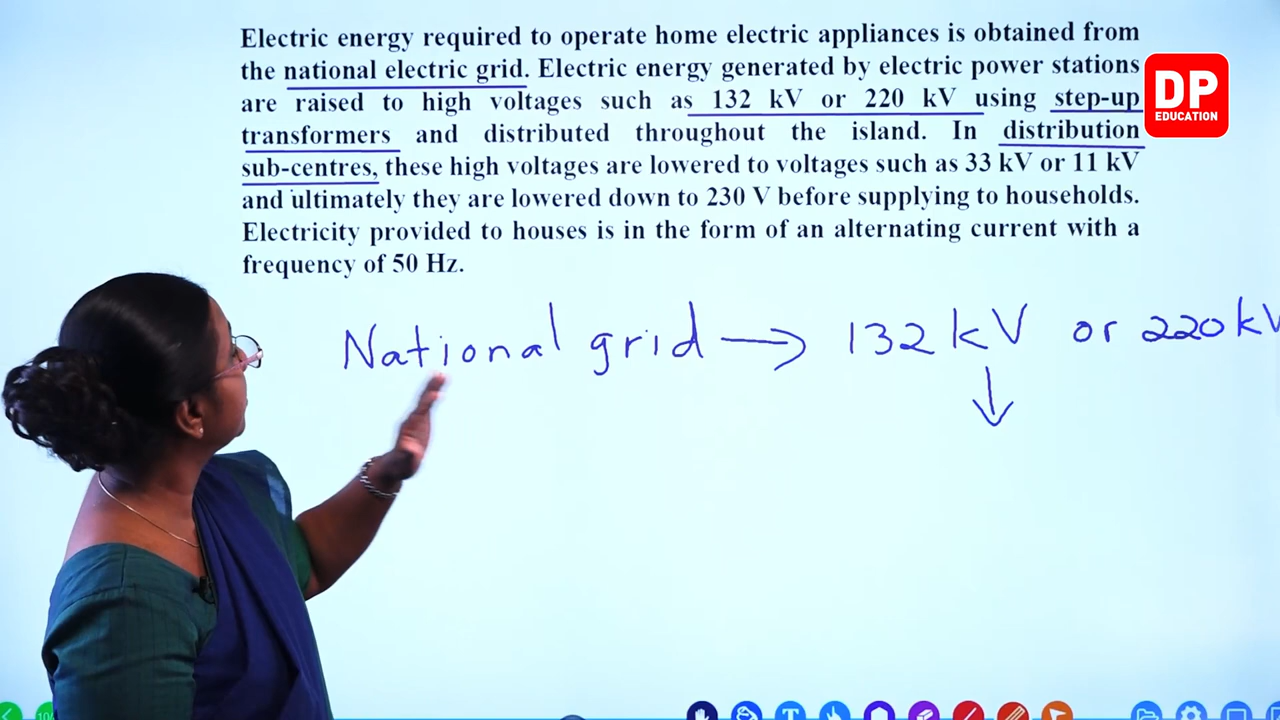 Electric energy required to operate home electric appliances is obtained from
the national electric grid. Electric energy generated by electric power stations
are raised to high voltages such as 132 kV or 220 kV using step-up
transformers and distributed throughout the island. In distribution
sub-centres, these high voltages are lowered to voltages such as 33 kV or 11 kV
and ultimately they are lowered down to 230 V before supplying to households.
Electricity provided to houses is in the form of an alternating current with a
frequency of 50 Hz.
DP
EDUCATION
National grid → 132 kV or 220 kV
↓